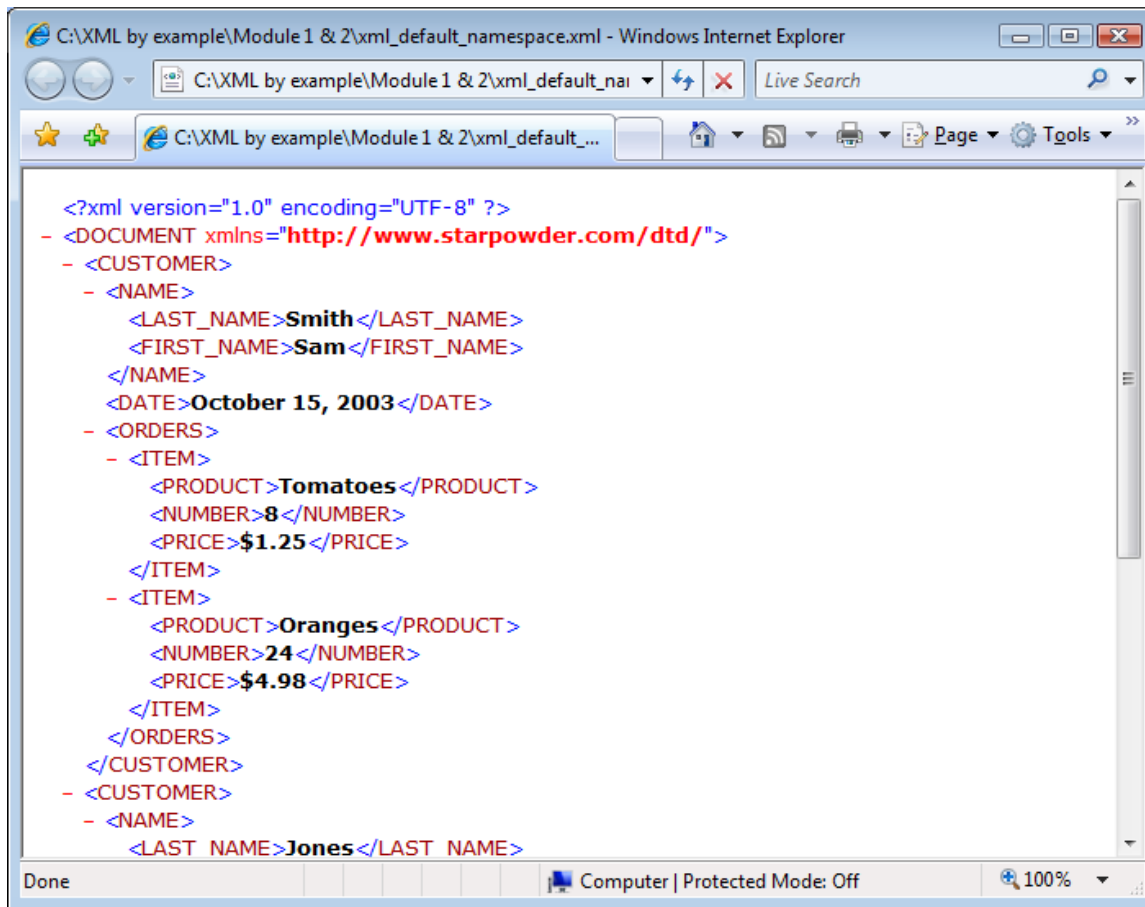 C:\XML by example\Module 1 & 2\xml_default_namespace.xml - Windows Internet Explorer
C:\XML by example\Module 1 & 2\xml_default_nar
Live Search
C:\XML by example\Module 1 & 2\xml_default_...
Page
Tools
<?xml version="1.0" encoding="UTF-8" ?>
- <DOCUMENT xmlns="http://www.starpowder.com/dtd/">
- <CUSTOMER>
- <NAME>
<LAST_NAME>Smith</LAST_NAME>
<FIRST_NAME>Sam</FIRST_NAME>
</NAME>
<DATE>October 15, 2003</DATE>
- <ORDERS>
- <ITEM>
<PRODUCT>Tomatoes</PRODUCT>
<NUMBER>8</NUMBER>
<PRICE>$1.25</PRICE>
</ITEM>
- <ITEM>
<PRODUCT>Oranges</PRODUCT>
<NUMBER>24</NUMBER>
<PRICE>$4.98</PRICE>
</ITEM>
</ORDERS>
</CUSTOMER>
- <CUSTOMER>
- <NAME>
<LAST_NAME>Jones</LAST_NAME>
Done
Computer | Protected Mode: Off
100%